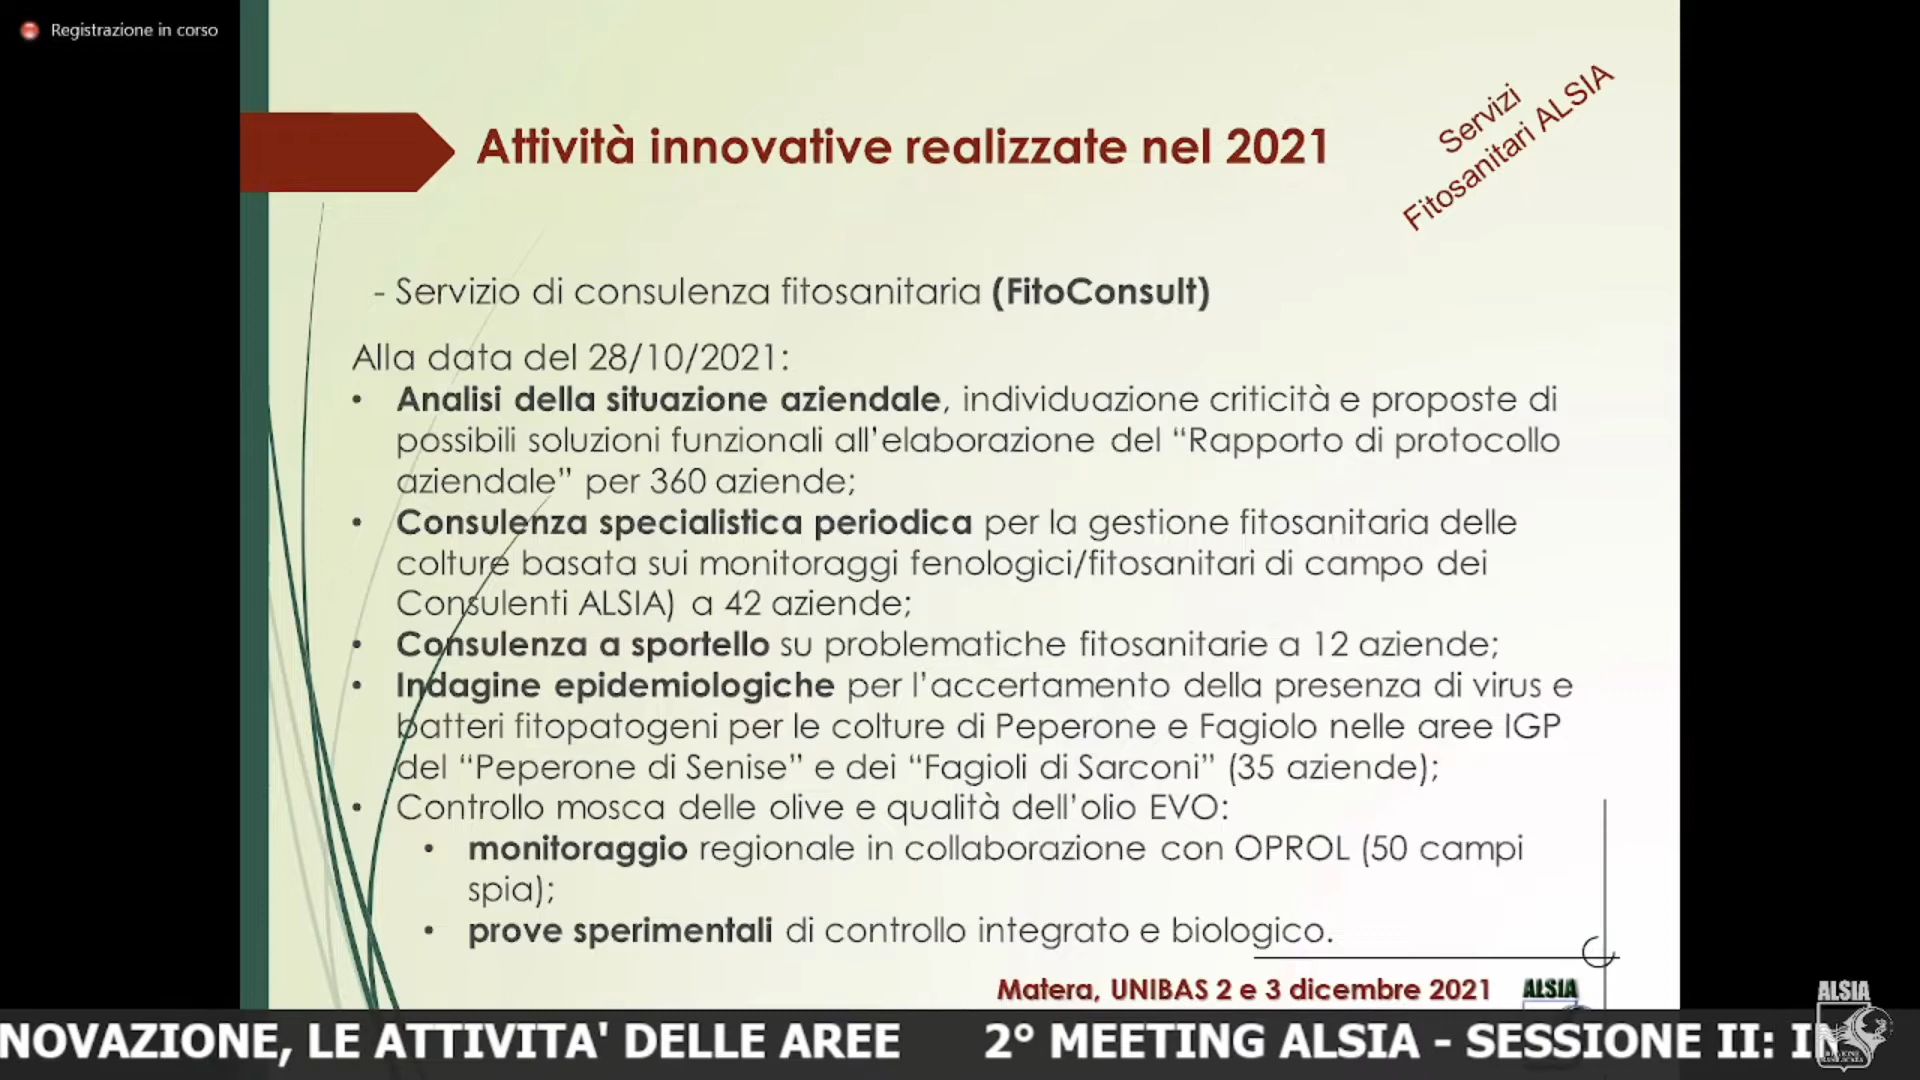 Registrazione in corso
Attività innovative realizzate nel 2021
Servizi
Fitosanitari ALSIA
- Servizio di consulenza fitosanitaria (FitoConsult)
Alla data del 28/10/2021:
• Analisi della situazione aziendale, individuazione criticità e proposte di
possibili soluzioni funzionali all’elaborazione del “Rapporto di protocollo
aziendale” per 360 aziende;
• Consulenza specialistica periodica per la gestione fitosanitaria delle
colture basata sui monitoraggi fenologici/fitosanitari di campo dei
Consulenti ALSIA) a 42 aziende;
• Consulenza a sportello su problematiche fitosanitarie a 12 aziende;
• Indagine epidemiologiche per l’accertamento della presenza di virus e
batteri fitopatogeni per le colture di Peperone e Fagiolo nelle aree IGP
del “Peperone di Senise” e dei “Fagioli di Sarconi” (35 aziende);
• Controllo mosca delle olive e qualità dell’olio EVO:
• monitoraggio regionale in collaborazione con OPROL (50 campi
spia);
• prove sperimentali di controllo integrato e biologico.
Matera, UNIBAS 2 e 3 dicembre 2021
ALSIA
ALSIA
NOVAZIONE, LE ATTIVITA' DELLE AREE 2° MEETING ALSIA - SESSIONE II: IN